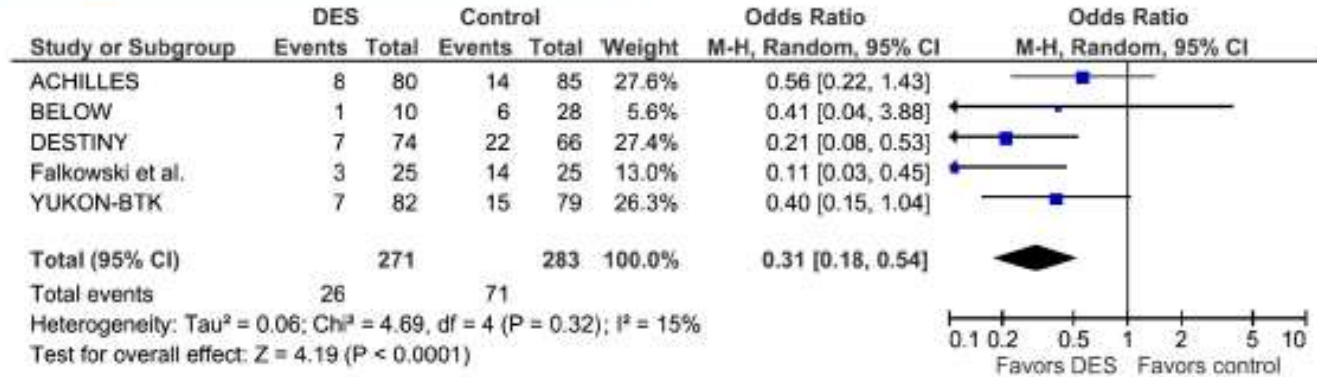 DES Control Odds Ratio Odds Ratio
Study or Subgroup Events Total Events Total Weight M-H, Random, 95% CI M-H, Random, 95% CI
ACHILLES 8 80 14 85 27.6% 0.56 [0.22, 1.43]
BELOW 1 10 6 28 5.6% 0.41 [0.04, 3.88]
DESTINY 7 74 22 66 27.4% 0.21 [0.08, 0.53]
Falkowski et al. 3 25 14 25 13.0% 0.11 [0.03, 0.45]
YUKON-BTK 7 82 15 79 26.3% 0.40 [0.15, 1.04]
Total (95% CI) 271 283 100.0% 0.31 [0.18, 0.54]
Total events 26 71
Heterogeneity: Tau² = 0.06; Chi² = 4.69, df = 4 (P = 0.32); I² = 15%
Test for overall effect: Z = 4.19 (P < 0.0001)
0.1 0.2 0.5 1 2 5 10
Favors DES Favors control